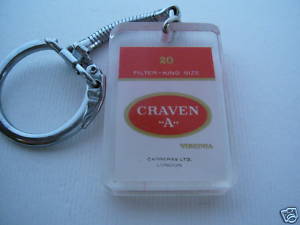 20
FILTER-KING SIZE
CRAVEN
"A"
VIRGINIA
CARRERAS LTD.
LONDON